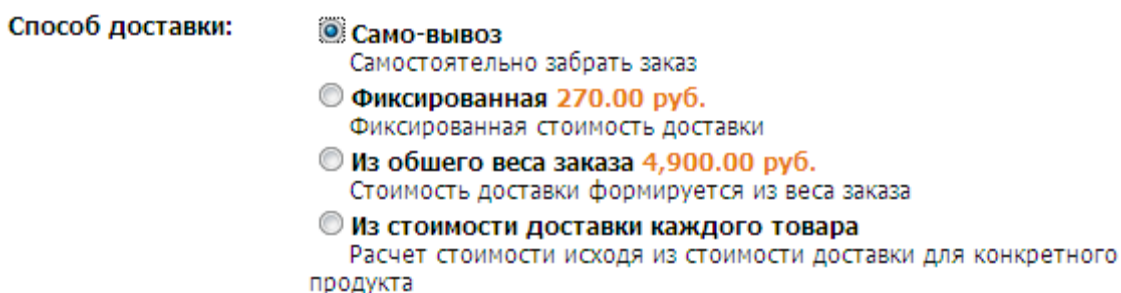 Способ доставки: Само-вывоз
Самостоятельно забрать заказ
Фиксированная 270.00 руб.
Фиксированная стоимость доставки
Из обшего веса заказа 4,900.00 руб.
Стоимость доставки формируется из веса заказа
Из стоимости доставки каждого товара
Расчет стоимости исходя из стоимости доставки для конкретного
продукта